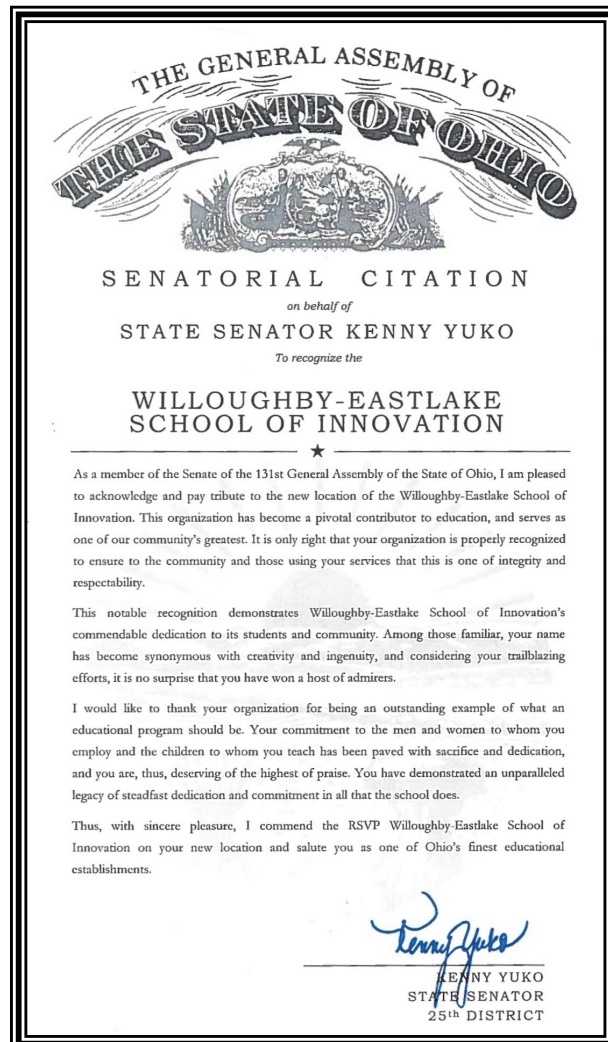 THE GENERAL ASSEMBLY OF
THE STATE OF OHIO
SENATORIAL CITATION
on behalf of
STATE SENATOR KENNY YUKO
To recognize the
WILLOUGHBY-EASTLAKE
SCHOOL OF INNOVATION
As a member of the Senate of the 131st General Assembly of the State of Ohio, I am pleased
to acknowledge and pay tribute to the new location of the Willoughby-Eastlake School of
Innovation. This organization has become a pivotal contributor to education, and serves as
one of our community's greatest. It is only right that your organization is properly recognized
to ensure to the community and those using your services that this is one of integrity and
respectability.
This notable recognition demonstrates Willoughby-Eastlake School of Innovation's
commendable dedication to its students and community. Among those familiar, your name
has become synonymous with creativity and ingenuity, and considering your trailblazing
efforts, it is no surprise that you have won a host of admirers.
I would like to thank your organization for being an outstanding example of what an
educational program should be. Your commitment to the men and women to whom you
employ and the children to whom you teach has been paved with sacrifice and dedication,
and you are, thus, deserving of the highest of praise. You have demonstrated an unparalleled
legacy of steadfast dedication and commitment in all that the school does.
Thus, with sincere pleasure, I commend the RSVP Willoughby-Eastlake School of
Innovation on your new location and salute you as one of Ohio's finest educational
establishments.
Kenny Yuko
KENNY YUKO
STATE SENATOR
25th DISTRICT